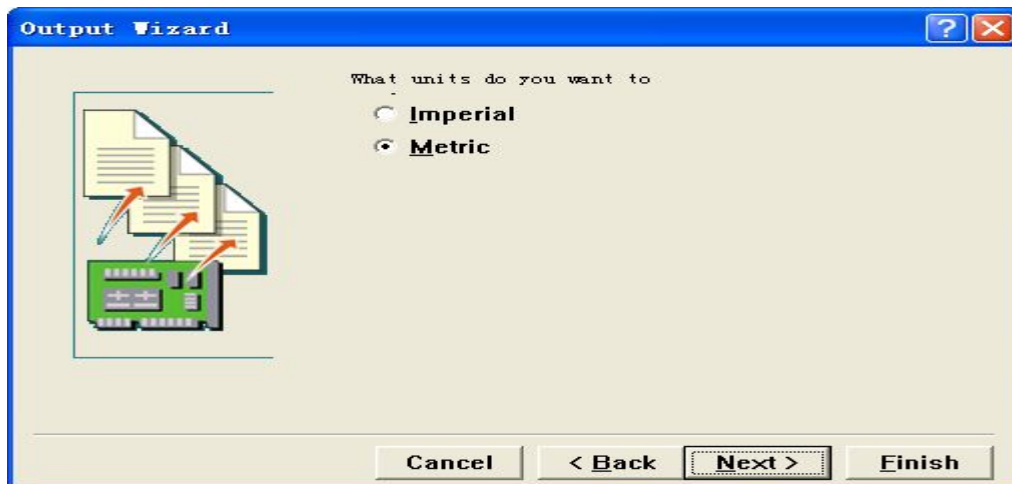 Output Wizard
What units do you want to
Imperial
Metric
Cancel
< Back
Next >
Finish